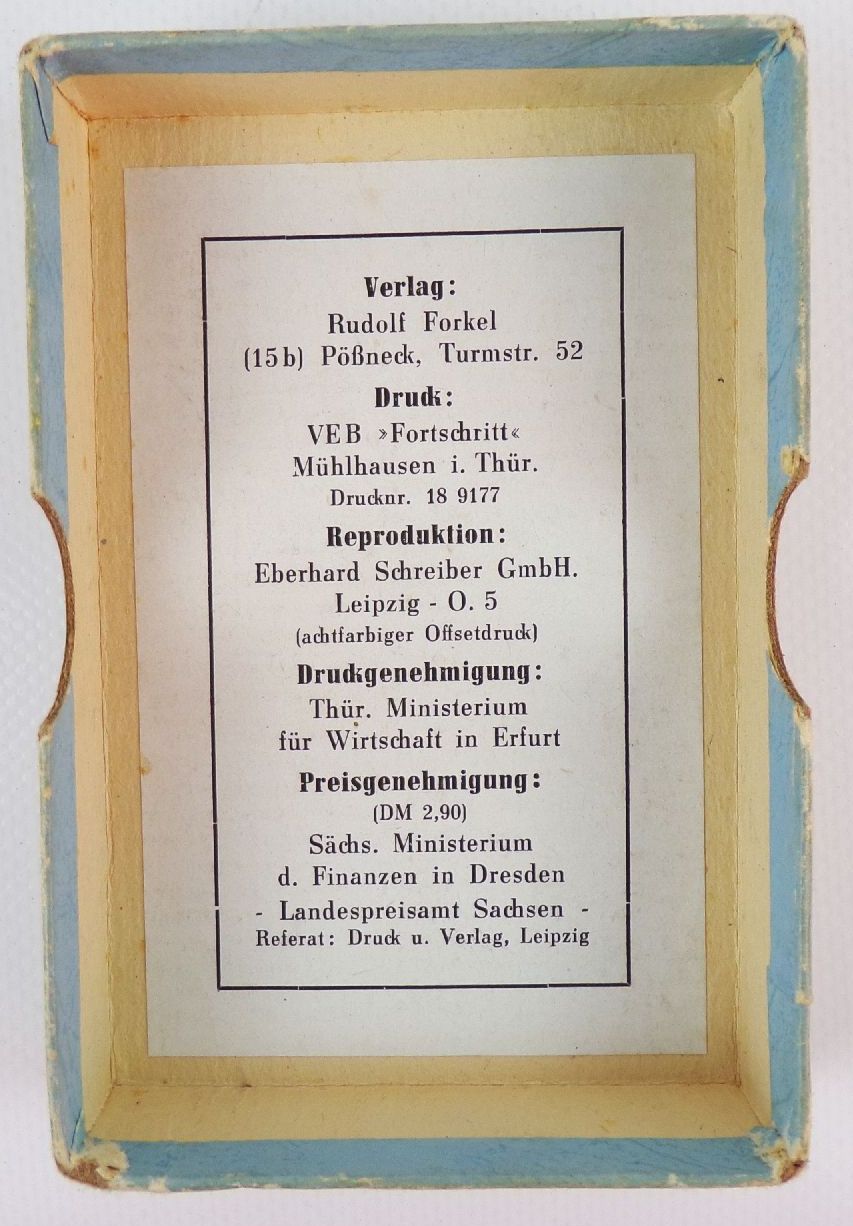 Verlag:
Rudolf Forkel
(15b) Pößneck, Turmstr. 52
Druck:
VEB »Fortschritt«
Mühlhausen i. Thür.
Drucknr. 18 9177
Reproduktion:
Eberhard Schreiber GmbH.
Leipzig - O. 5
(achtfarbiger Offsetdruck)
Druckgenehmigung:
Thür. Ministerium
für Wirtschaft in Erfurt
Preisgenehmigung:
(DM 2,90)
Sächs. Ministerium
d. Finanzen in Dresden
- Landespreisamt Sachsen -
Referat: Druck u. Verlag, Leipzig